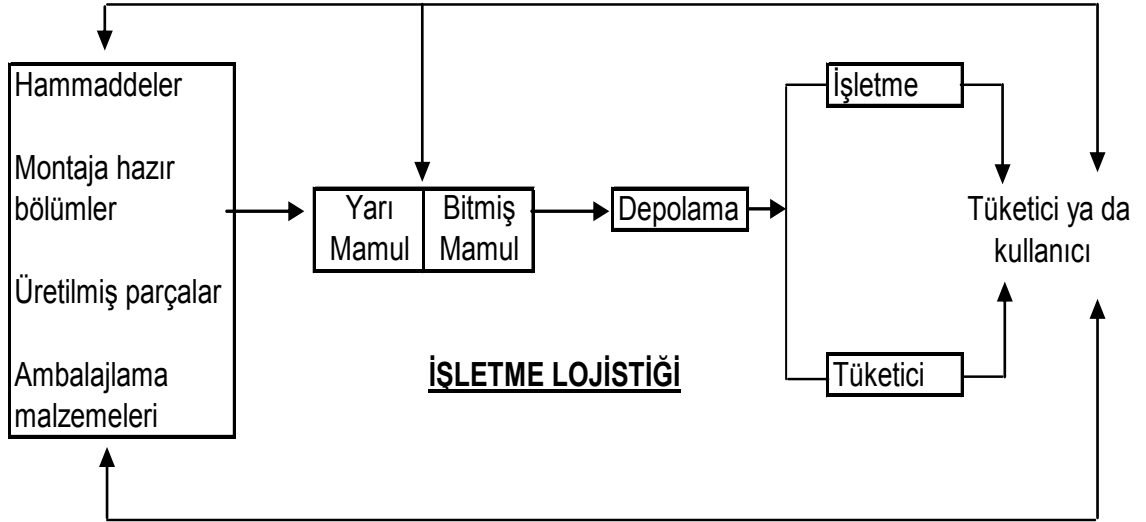 Hammaddeler
Montaja hazır
bölümler
Üretilmiş parçalar
Ambalajlama
malzemeleri
Yarı
Mamul
Bitmiş
Mamul
Depolama
İşletme
Tüketici
Tüketici ya da
kullanıcı
İŞLETME LOJİSTİĞİ